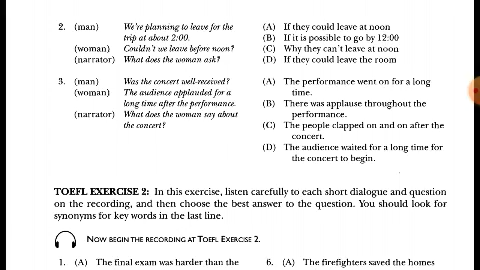 2. (man) We're planning to leave for the
trip at about 2:00.
(woman) Couldn't we leave before noon?
(narrator) What does the woman ask?
(A) If they could leave at noon
(B) If it is possible to go by 12:00
(C) Why they can't leave at noon
(D) If they could leave the room
3. (man) Was the concert well-received?
(woman) The audience applauded for a
long time after the performance.
(narrator) What does the woman say about
the concert?
(A) The performance went on for a long
time.
(B) There was applause throughout the
performance.
(C) The people clapped on and on after the
concert.
(D) The audience waited for a long time for
the concert to begin.
TOEFL EXERCISE 2: In this exercise, listen carefully to each short dialogue and question
on the recording, and then choose the best answer to the question. You should look for
synonyms for key words in the last line.
NOW BEGIN THE RECORDING AT TOEFL EXERCISE 2.
1. (A) The final exam was harder than the
6. (A) The firefighters saved the homes